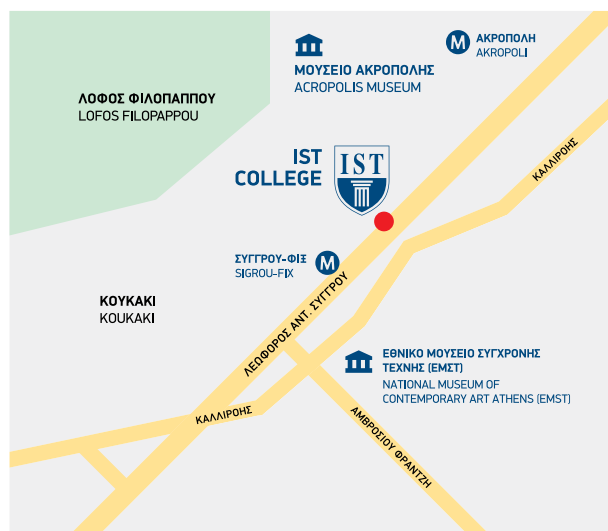 M
ΑΚΡΟΠΟΛΗ
AKROPOLI
ΜΟΥΣΕΙΟ ΑΚΡΟΠΟΛΗΣ
ACROPOLIS MUSEUM
ΛΟΦΟΣ ΦΙΛΟΠΑΠΠΟΥ
LOFOS FILOPAPPOU
IST
COLLEGE
IST
ΚΑΛΛΙΡΟΗΣ
ΣΥΓΓΡΟΥ-ΦΙΞ
SIGROU-FIX
M
ΚΟΥΚΑΚΙ
KOUKAKI
ΛΕΩΦΟΡΟΣ ΑΝΤ. ΣΥΓΓΡΟΥ
ΕΘΝΙΚΟ ΜΟΥΣΕΙΟ ΣΥΓΧΡΟΝΗΣ
ΤΕΧΝΗΣ (ΕΜΣΤ)
NATIONAL MUSEUM OF
CONTEMPORARY ART ATHENS (EMST)
ΚΑΛΛΙΡΟΗΣ
ΑΜΒΡΟΣΙΟΥ ΦΡΑΝΤΖΗ